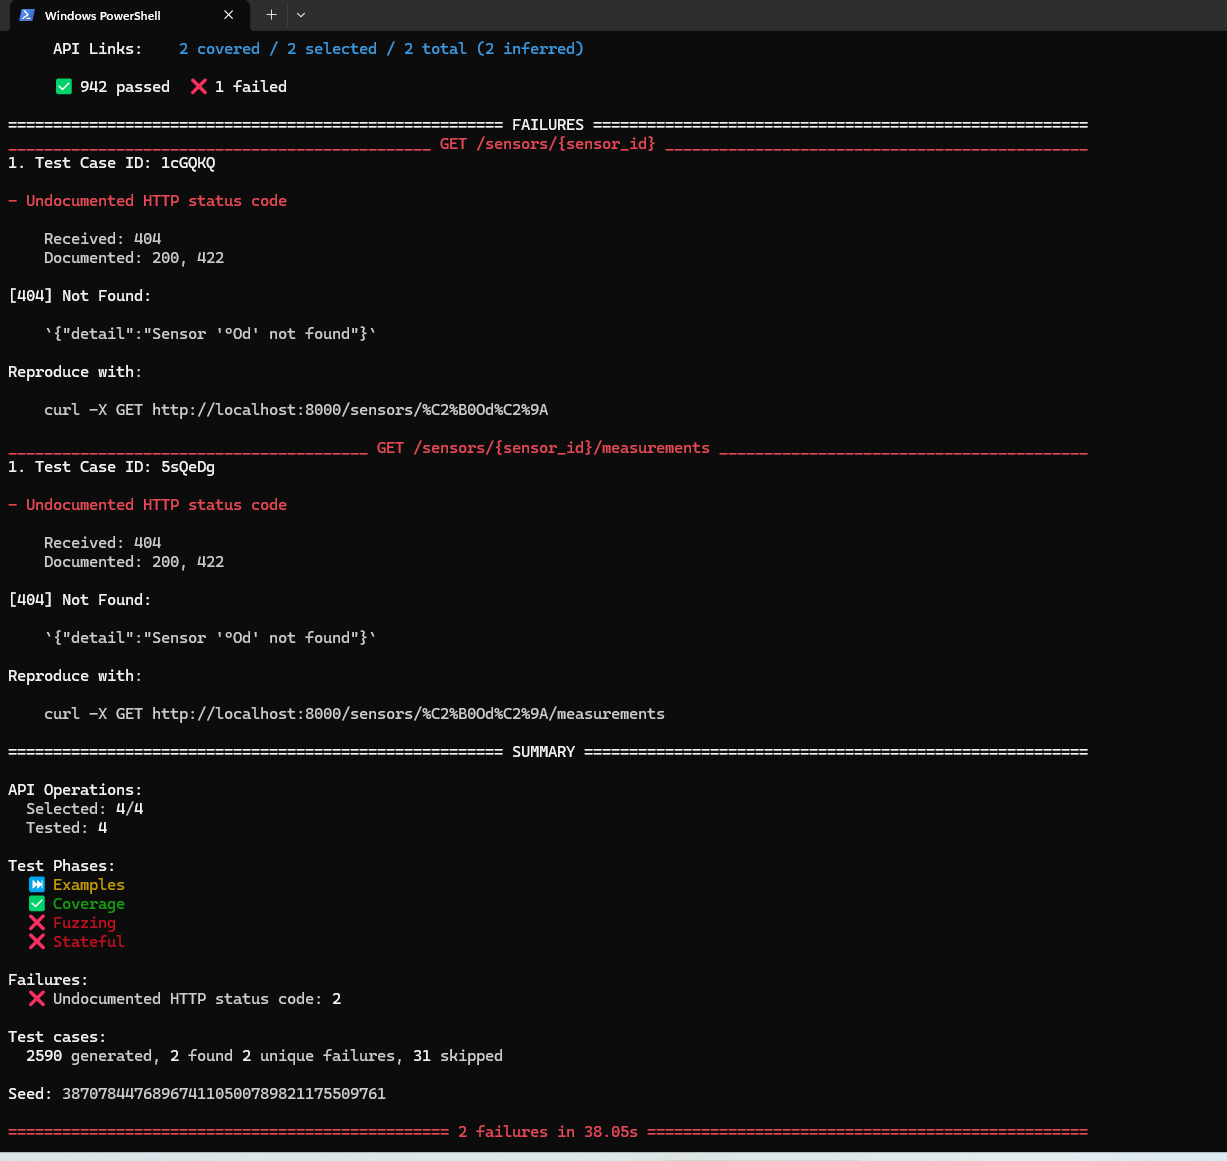 Windows PowerShell
API Links:    2 covered / 2 selected / 2 total (2 inferred)
✅ 942 passed  ❌ 1 failed
======================================================= FAILURES =======================================================
_______________________________________________ GET /sensors/{sensor_id} _______________________________________________
1. Test Case ID: 1cGQKQ
- Undocumented HTTP status code
    Received: 404
    Documented: 200, 422
[404] Not Found:
    `{"detail":"Sensor '°Od' not found"}`
Reproduce with:
    curl -X GET http://localhost:8000/sensors/%C2%B0Od%C2%9A
________________________________________ GET /sensors/{sensor_id}/measurements _________________________________________
1. Test Case ID: 5sQeDg
- Undocumented HTTP status code
    Received: 404
    Documented: 200, 422
[404] Not Found:
    `{"detail":"Sensor '°Od' not found"}`
Reproduce with:
    curl -X GET http://localhost:8000/sensors/%C2%B0Od%C2%9A/measurements
======================================================= SUMMARY ========================================================
API Operations:
  Selected: 4/4
  Tested: 4
Test Phases:
  ⏭ Examples
  ✅ Coverage
  ❌ Fuzzing
  ❌ Stateful
Failures:
  ❌ Undocumented HTTP status code: 2
Test cases:
  2590 generated, 2 found 2 unique failures, 31 skipped
Seed: 387078447689674110500789821175509761
================================================= 2 failures in 38.05s =================================================